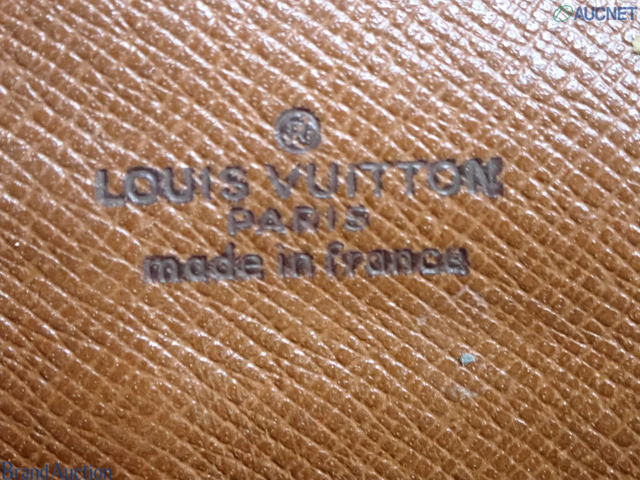 AUCNET
LOUIS VUITTON
PARIS
made in france
Brand Auction